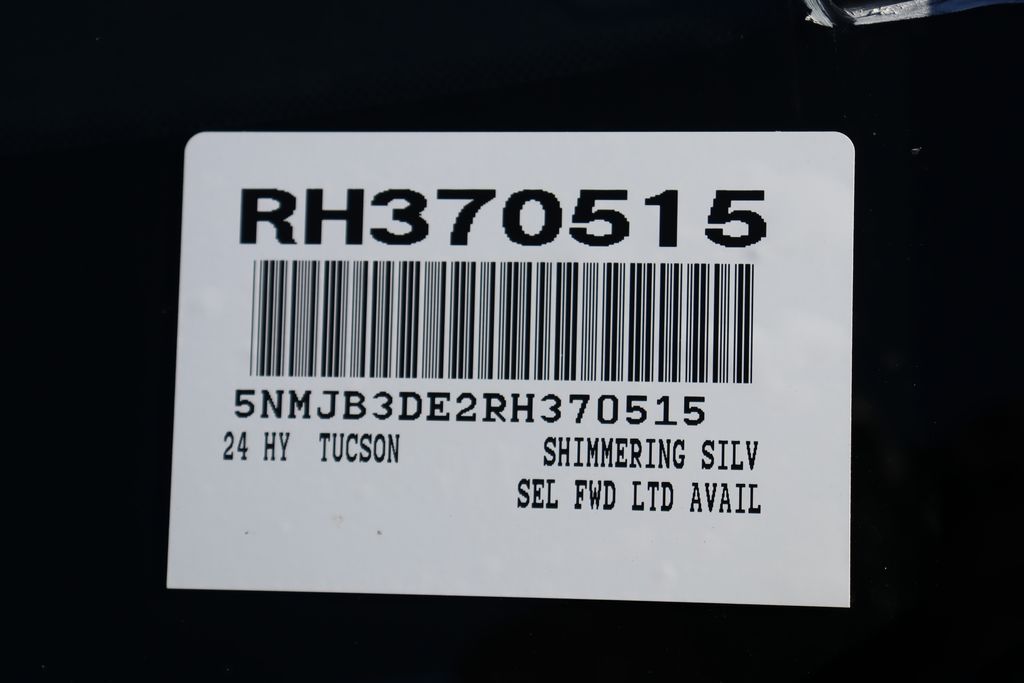 RH370515
5NMJB3DE2RH370515
24 HY TUCSON SHIMMERING SILV
SEL FWD LTD AVAIL